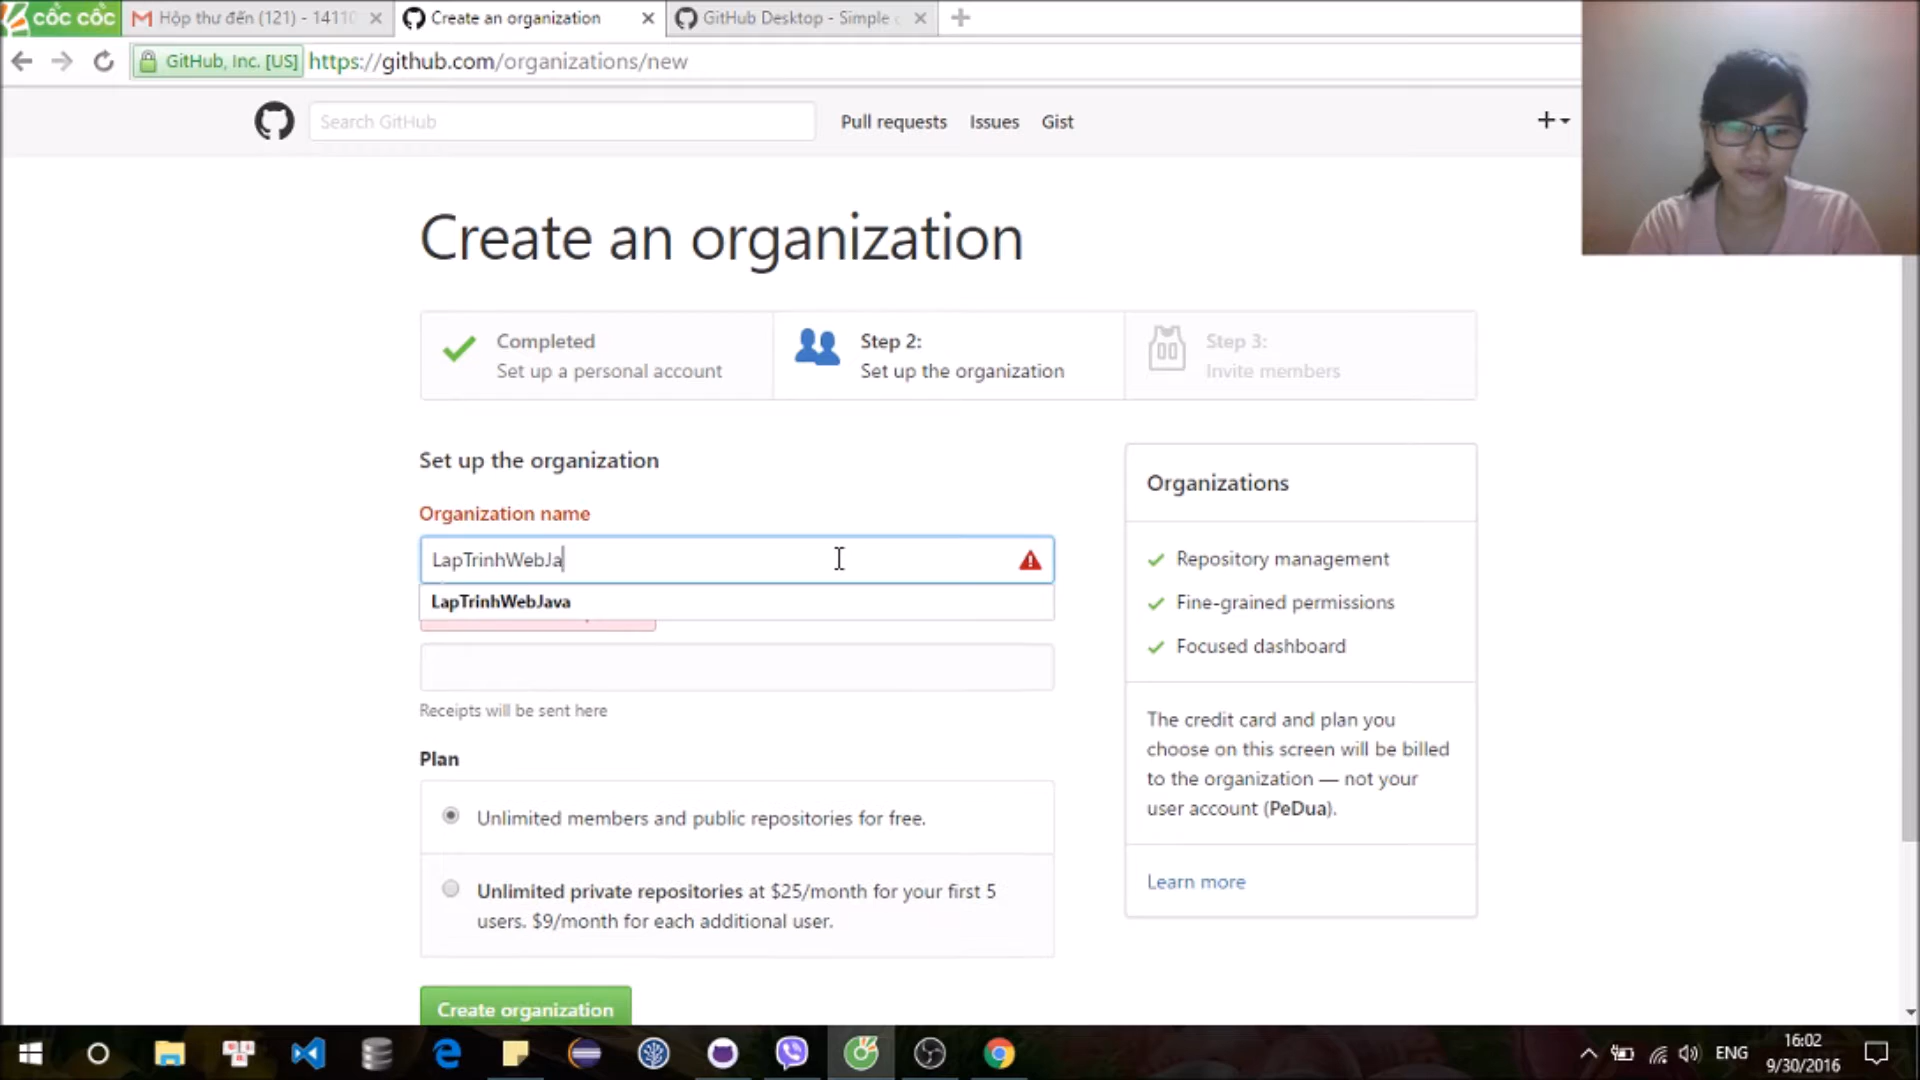 cốc cốc
Hộp thư đến (121) - 1411
Create an organization
GitHub Desktop - Simple
GitHub, Inc. [US]
https://github.com/organizations/new
Search GitHub
Pull requests
Issues
Gist
Create an organization
Completed
Set up a personal account
Step 2:
Set up the organization
Step 3:
Invite members
Set up the organization
Organization name
LapTrinhWebJa
LapTrinhWebJava
Receipts will be sent here
Plan
Unlimited members and public repositories for free.
Unlimited private repositories at $25/month for your first 5
users. $9/month for each additional user.
Create organization
Organizations
Repository management
Fine-grained permissions
Focused dashboard
The credit card and plan you
choose on this screen will be billed
to the organization — not your
user account (PeDua).
Learn more
ENG
16:02
9/30/2016